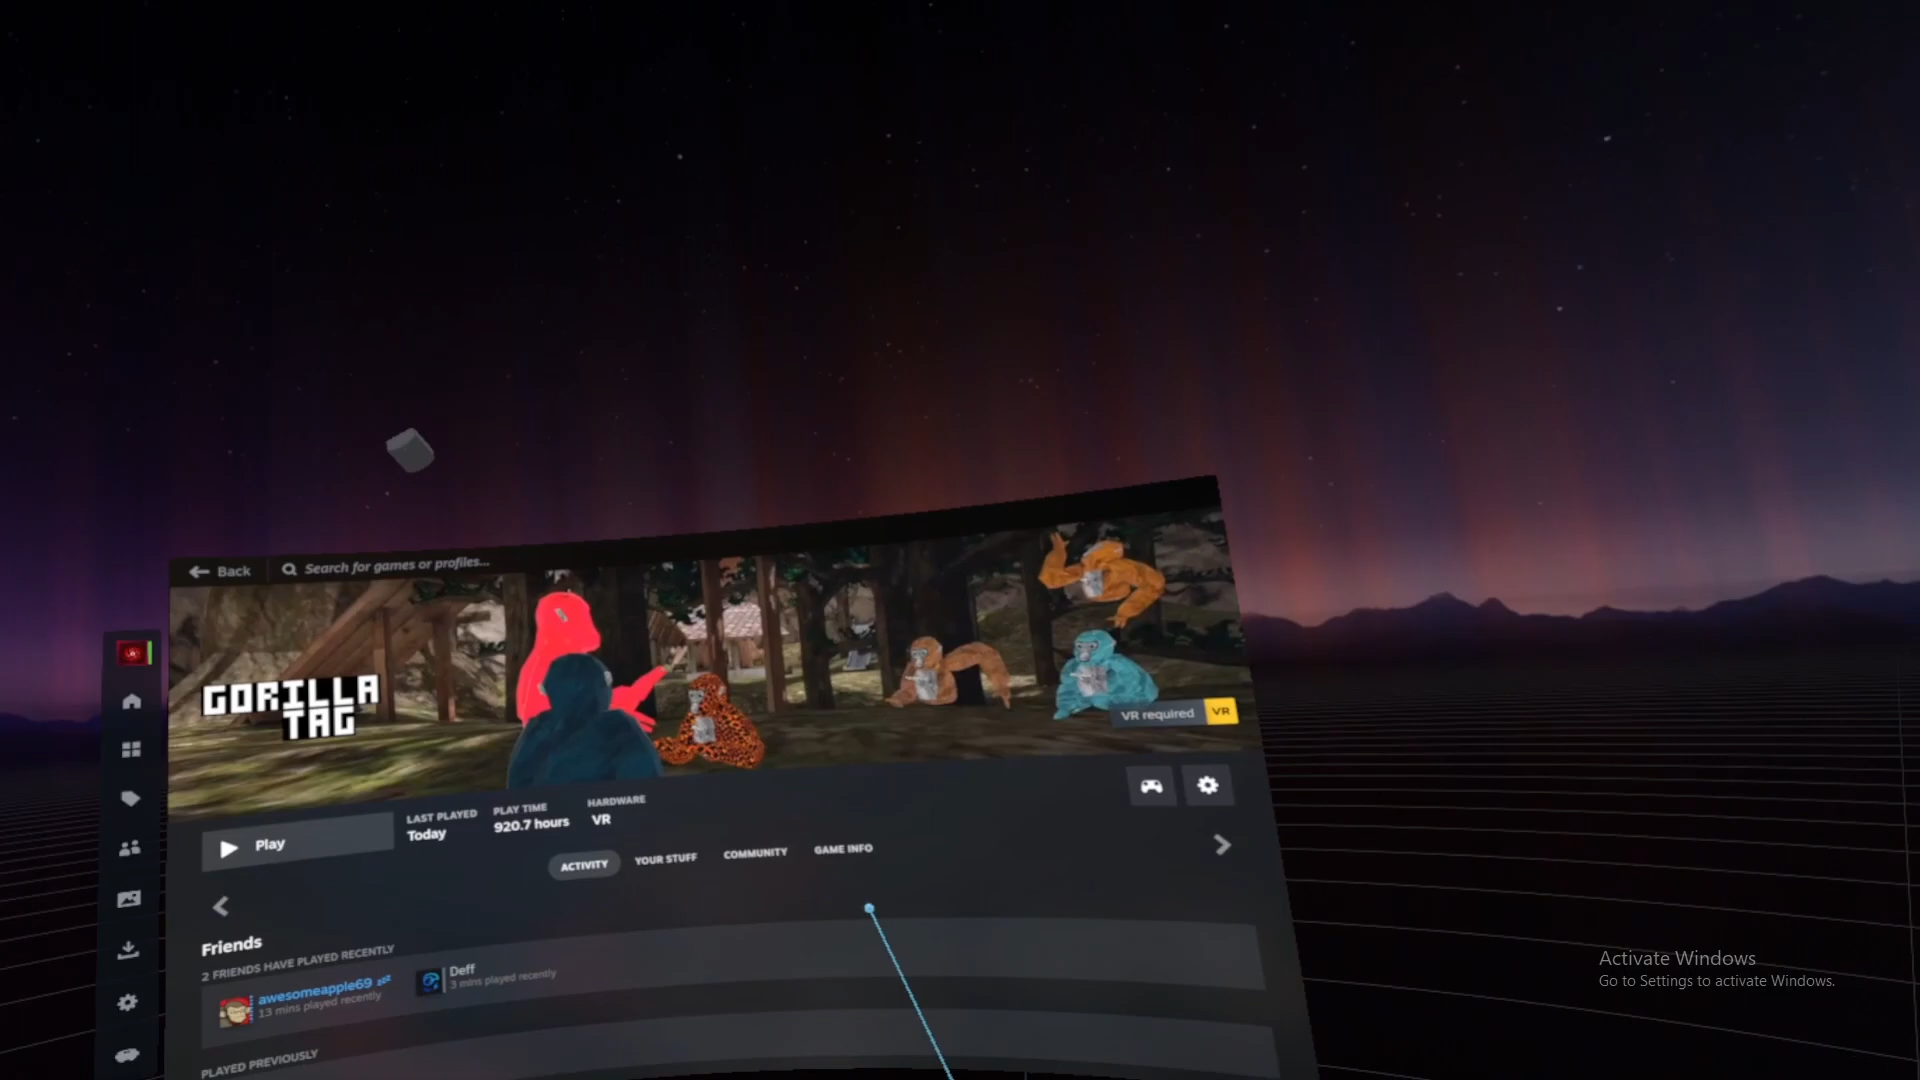 Back
Search for games or profiles...
GORILLA
TAG
VR required
VR
Play
LAST PLAYED
Today
PLAY TIME
920.7 hours
HARDWARE
VR
ACTIVITY
YOUR STUFF
COMMUNITY
GAME INFO
Friends
2 FRIENDS HAVE PLAYED RECENTLY
awesomeapple69 zzZ
13 mins played recently
Deff
3 mins played recently
PLAYED PREVIOUSLY
Activate Windows
Go to Settings to activate Windows.